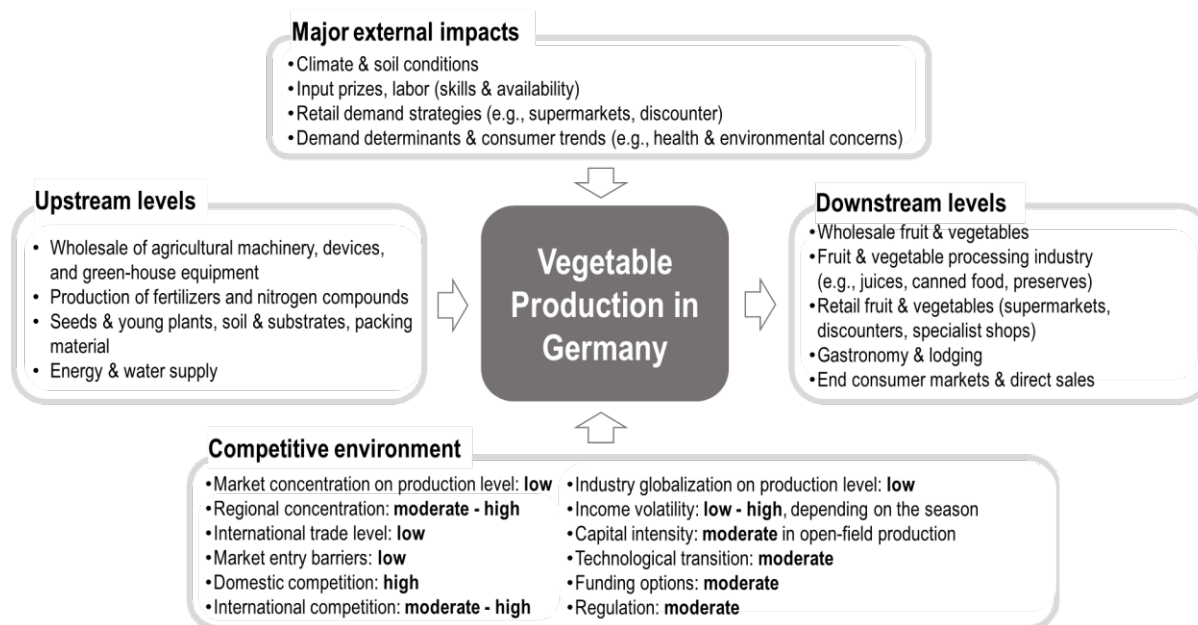 Major external impacts
•Climate & soil conditions
•Input prizes, labor (skills & availability)
•Retail demand strategies (e.g., supermarkets, discounter)
•Demand determinants & consumer trends (e.g., health & environmental concerns)
Upstream levels
• Wholesale of agricultural machinery, devices,
and green-house equipment
• Production of fertilizers and nitrogen compounds
• Seeds & young plants, soil & substrates, packing
material
• Energy & water supply
Vegetable
Production in
Germany
Downstream levels
•Wholesale fruit & vegetables
•Fruit & vegetable processing industry
(e.g., juices, canned food, preserves)
•Retail fruit & vegetables (supermarkets,
discounters, specialist shops)
•Gastronomy & lodging
•End consumer markets & direct sales
Competitive environment
•Market concentration on production level: low
•Regional concentration: moderate - high
•International trade level: low
•Market entry barriers: low
•Domestic competition: high
•International competition: moderate - high
•Industry globalization on production level: low
•Income volatility: low - high, depending on the season
•Capital intensity: moderate in open-field production
•Technological transition: moderate
•Funding options: moderate
•Regulation: moderate